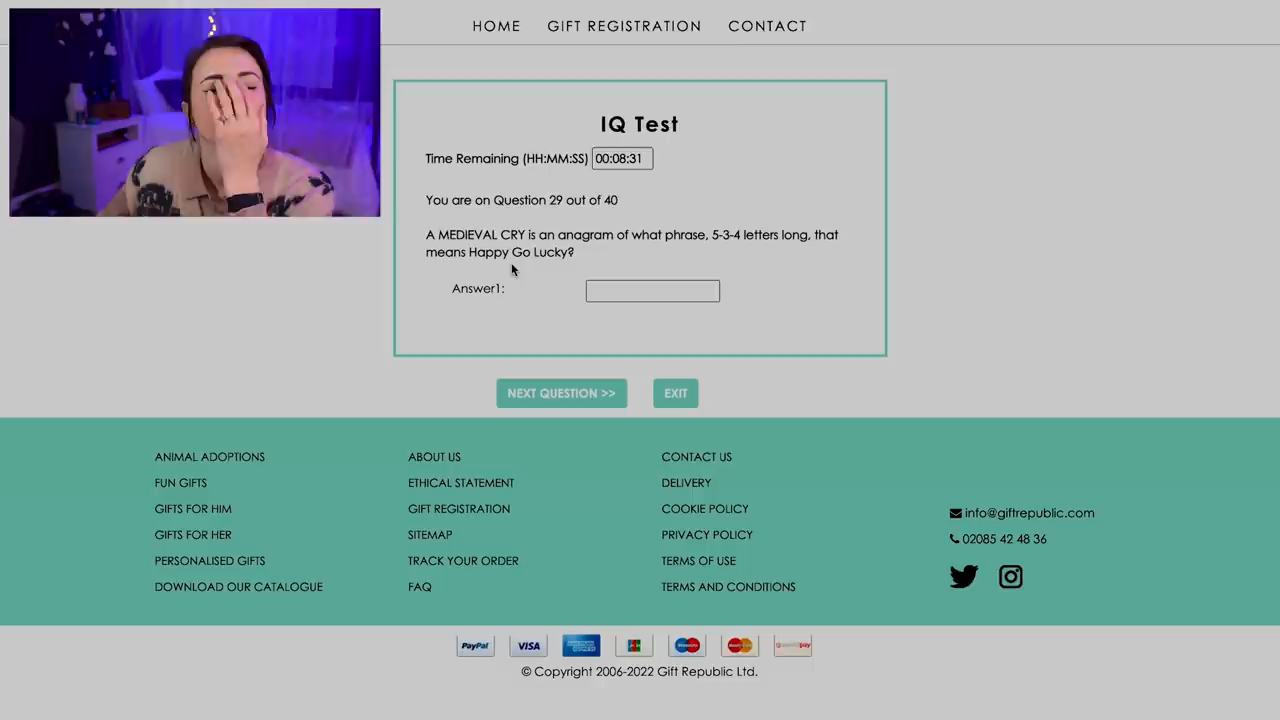 HOME GIFT REGISTRATION CONTACT
IQ Test
Time Remaining (HH:MM:SS) 00:08:31
You are on Question 29 out of 40
A MEDIEVAL CRY is an anagram of what phrase, 5-3-4 letters long, that
means Happy Go Lucky?
Answer1:
NEXT QUESTION >> EXIT
ANIMAL ADOPTIONS
FUN GIFTS
GIFTS FOR HIM
GIFTS FOR HER
PERSONALISED GIFTS
DOWNLOAD OUR CATALOGUE
ABOUT US
ETHICAL STATEMENT
GIFT REGISTRATION
SITEMAP
TRACK YOUR ORDER
FAQ
CONTACT US
DELIVERY
COOKIE POLICY
PRIVACY POLICY
TERMS OF USE
TERMS AND CONDITIONS
info@giftrepublic.com
02085 42 48 36
PayPal VISA
© Copyright 2006-2022 Gift Republic Ltd.